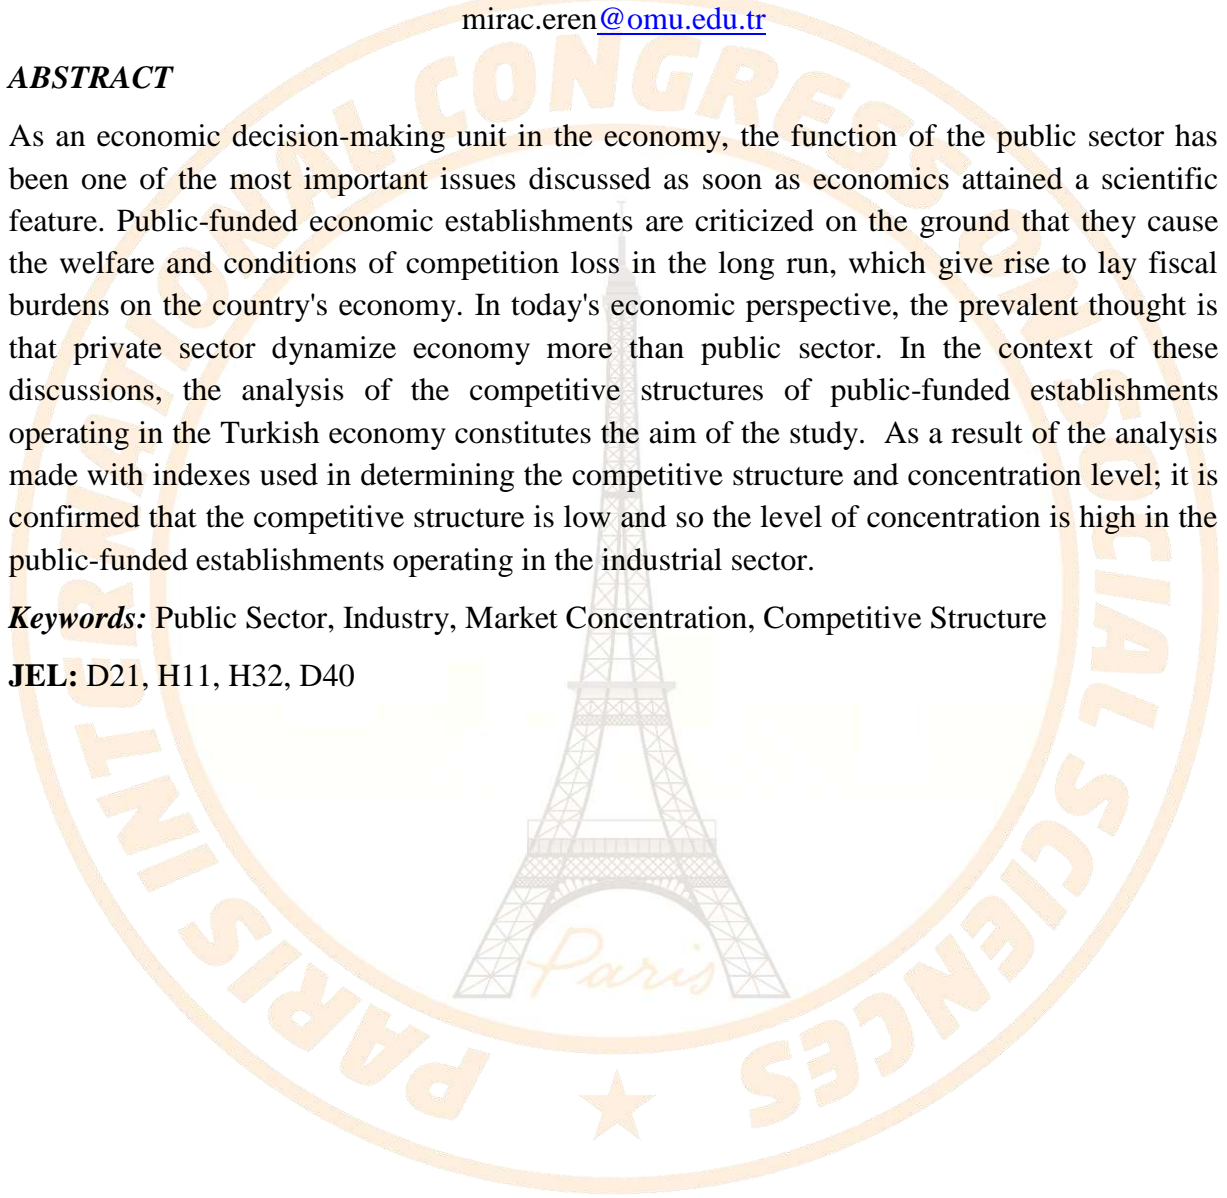 mirac.eren@omu.edu.tr
ABSTRACT
As an economic decision-making unit in the economy, the function of the public sector has
been one of the most important issues discussed as soon as economics attained a scientific
feature. Public-funded economic establishments are criticized on the ground that they cause
the welfare and conditions of competition loss in the long run, which give rise to lay fiscal
burdens on the country's economy. In today's economic perspective, the prevalent thought is
that private sector dynamize economy more than public sector. In the context of these
discussions, the analysis of the competitive structures of public-funded establishments
operating in the Turkish economy constitutes the aim of the study. As a result of the analysis
made with indexes used in determining the competitive structure and concentration level; it is
confirmed that the competitive structure is low and so the level of concentration is high in the
public-funded establishments operating in the industrial sector.
Keywords: Public Sector, Industry, Market Concentration, Competitive Structure
JEL: D21, H11, H32, D40
PARIS INTERNATIONAL CONGRESS ON SOCIAL SCIENCES
Paris